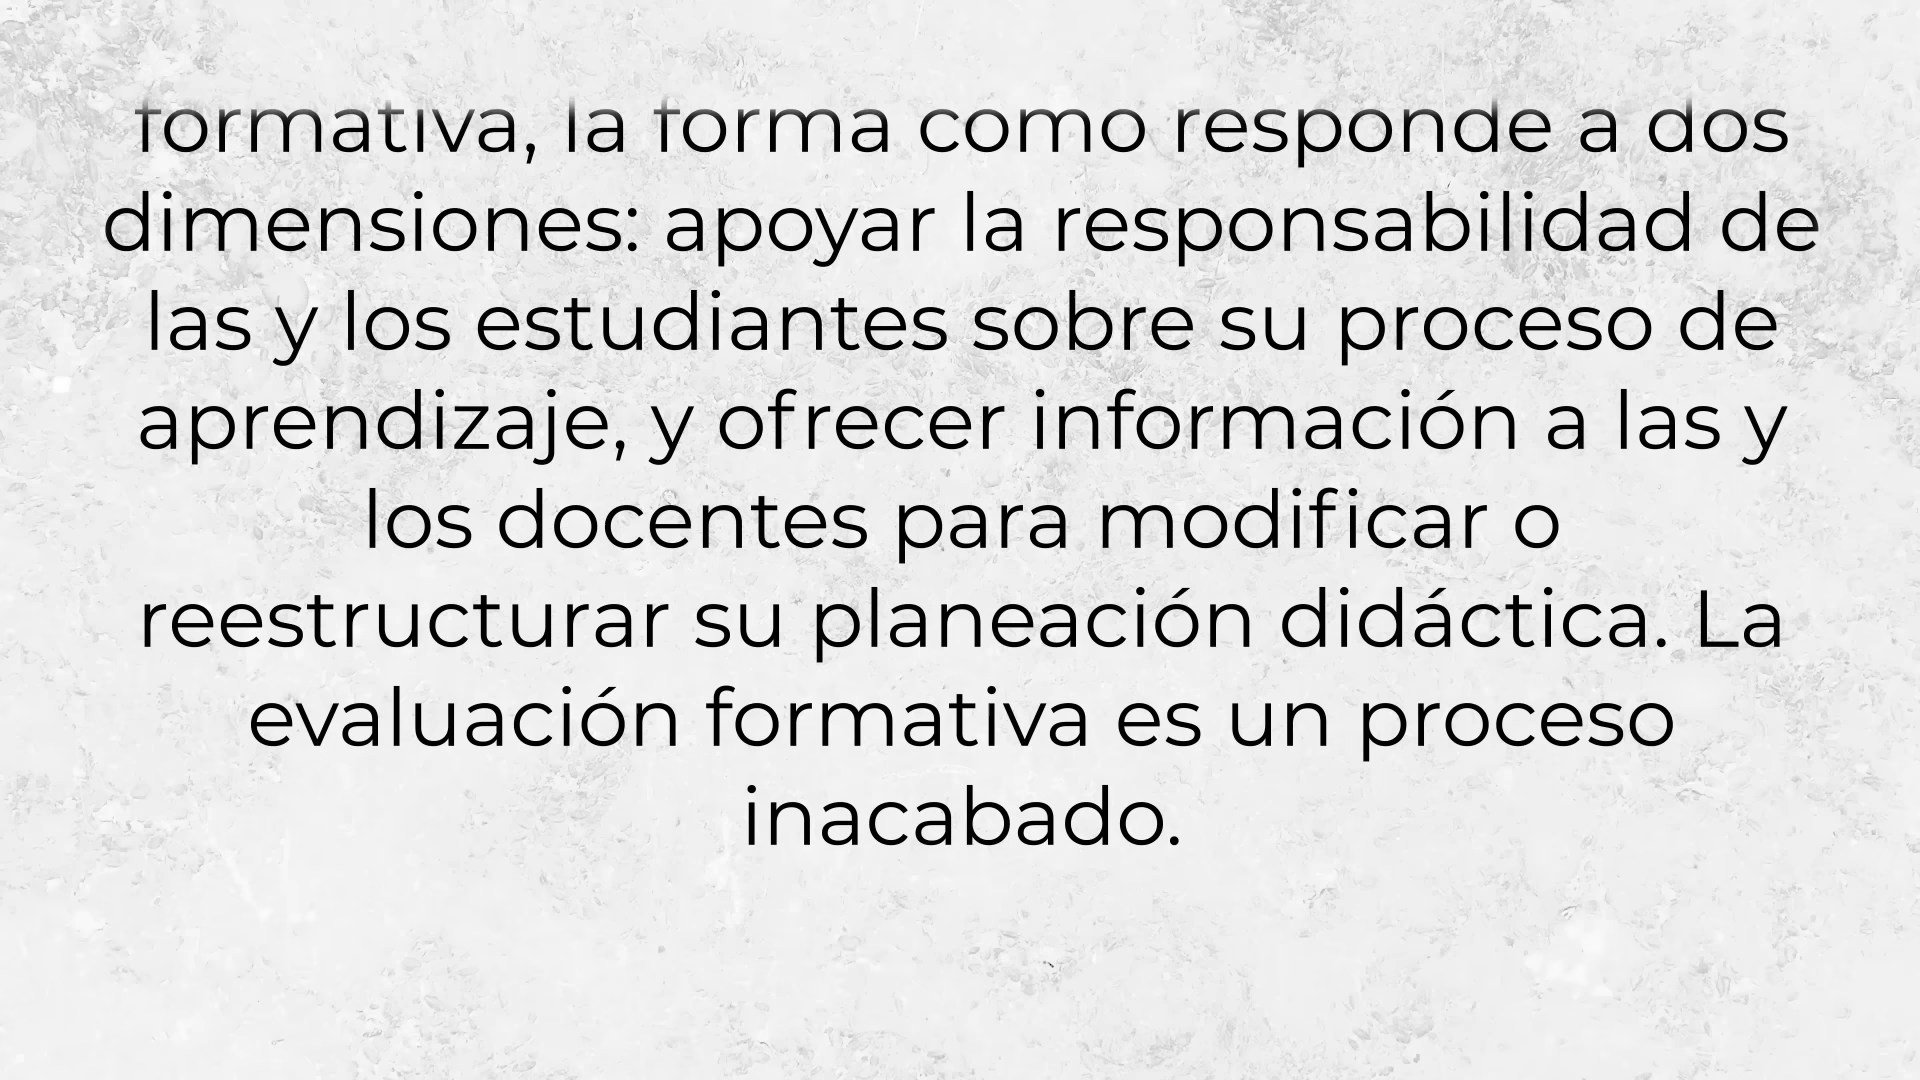 formativa, la forma como responde a dos
dimensiones: apoyar la responsabilidad de
las y los estudiantes sobre su proceso de
aprendizaje, y ofrecer información a las y
los docentes para modificar o
reestructurar su planeación didáctica. La
evaluación formativa es un proceso
inacabado.